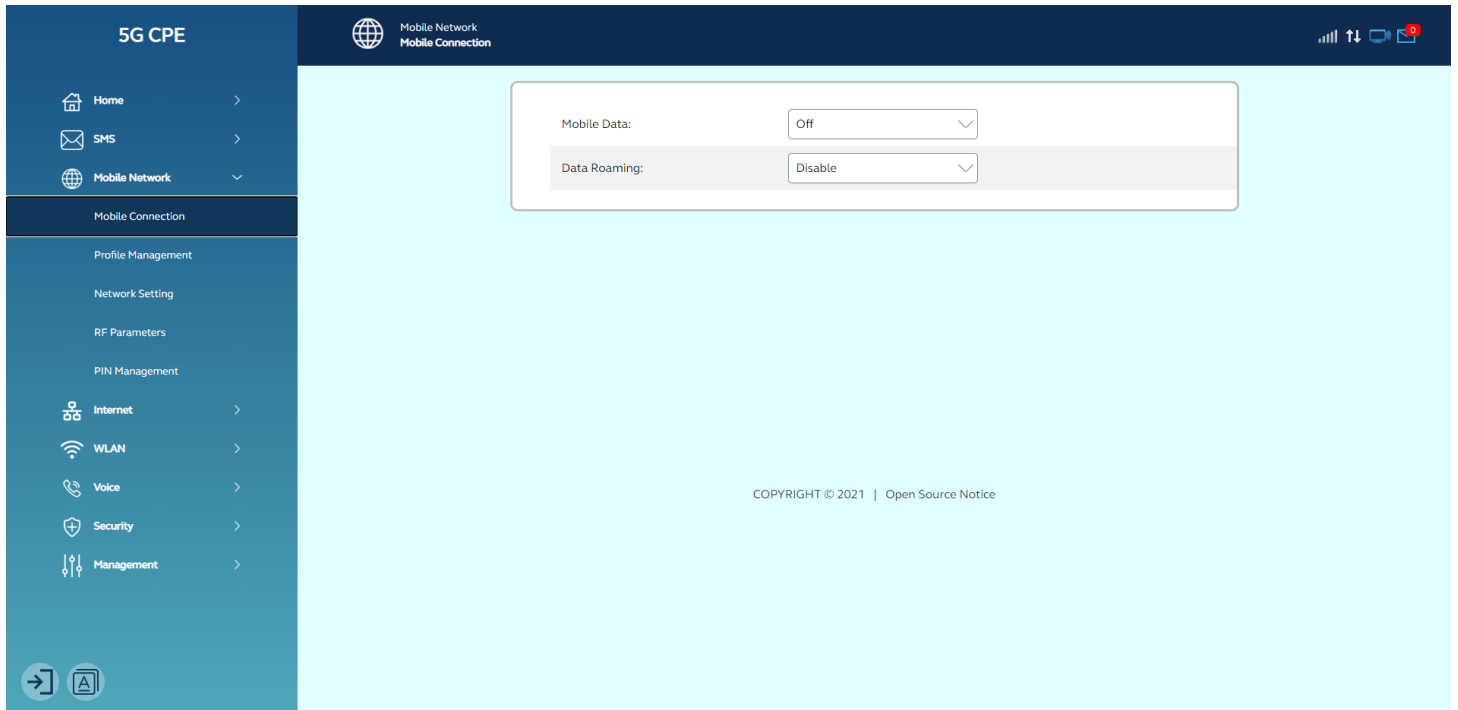 5G CPE
Mobile Network
Mobile Connection
0
Home
SMS
Mobile Network
Mobile Connection
Profile Management
Network Setting
RF Parameters
PIN Management
Internet
WLAN
Voice
Security
Management
A
Mobile Data:
Off
Data Roaming:
Disable
COPYRIGHT © 2021 | Open Source Notice